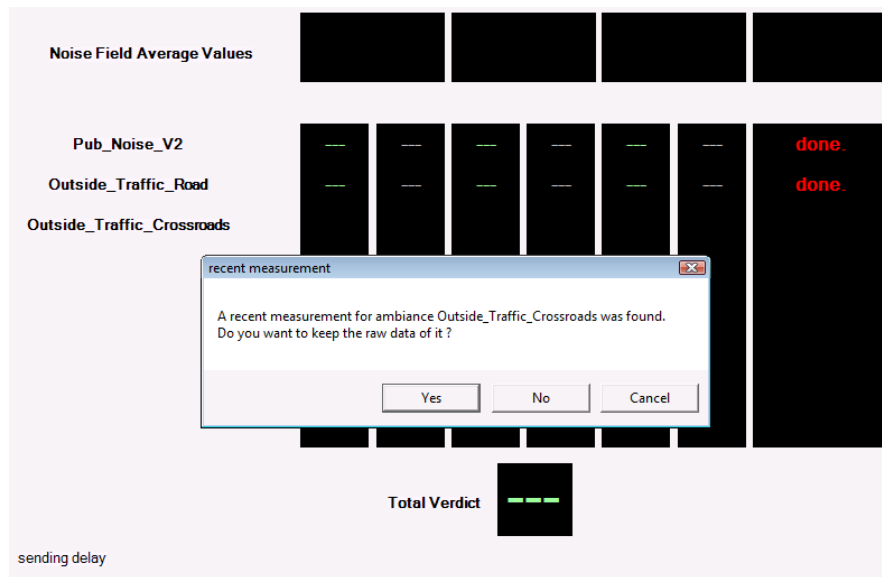 Noise Field Average Values
Pub_Noise_V2 --- --- --- --- --- --- done.
Outside_Traffic_Road --- --- --- --- --- --- done.
Outside_Traffic_Crossroads
recent measurement
A recent measurement for ambiance Outside_Traffic_Crossroads was found.
Do you want to keep the raw data of it ?
Yes No Cancel
Total Verdict ---
sending delay